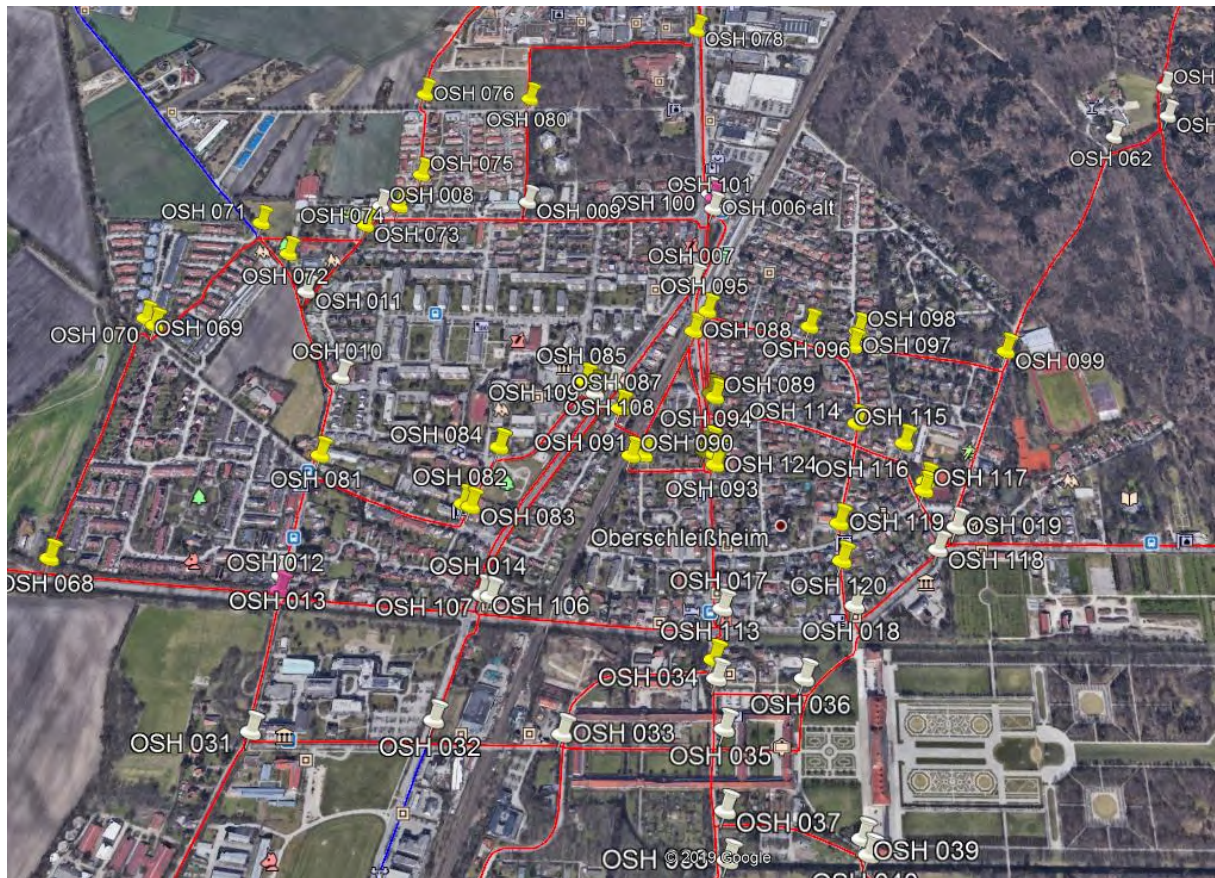 OSH 078
OSH 076
OSH 080
OSH
OSH
OSH 062
OSH 075
OSH 101
OSH 008
OSH 071
OSH 074
OSH 009
OSH 100
OSH 006 alt
OSH 073
OSH 072
OSH 007
OSH 011
OSH 095
OSH 070
OSH 069
OSH 088
OSH 098
OSH 096
OSH 097
OSH 099
OSH 010
OSH 085
OSH 087
OSH 109
OSH 089
OSH 108
OSH 094
OSH 114
OSH 115
OSH 084
OSH 091
OSH 090
OSH 124
OSH 116
OSH 117
OSH 081
OSH 082
OSH 093
OSH 083
OSH 119
OSH 019
Oberschleißheim
OSH 118
OSH 012
OSH 014
OSH 017
OSH 120
OSH 068
OSH 013
OSH 107
OSH 106
OSH 113
OSH 018
OSH 034
OSH 036
OSH 031
OSH 032
OSH 033
OSH 035
OSH 037
OSH 039
© 2019 Google